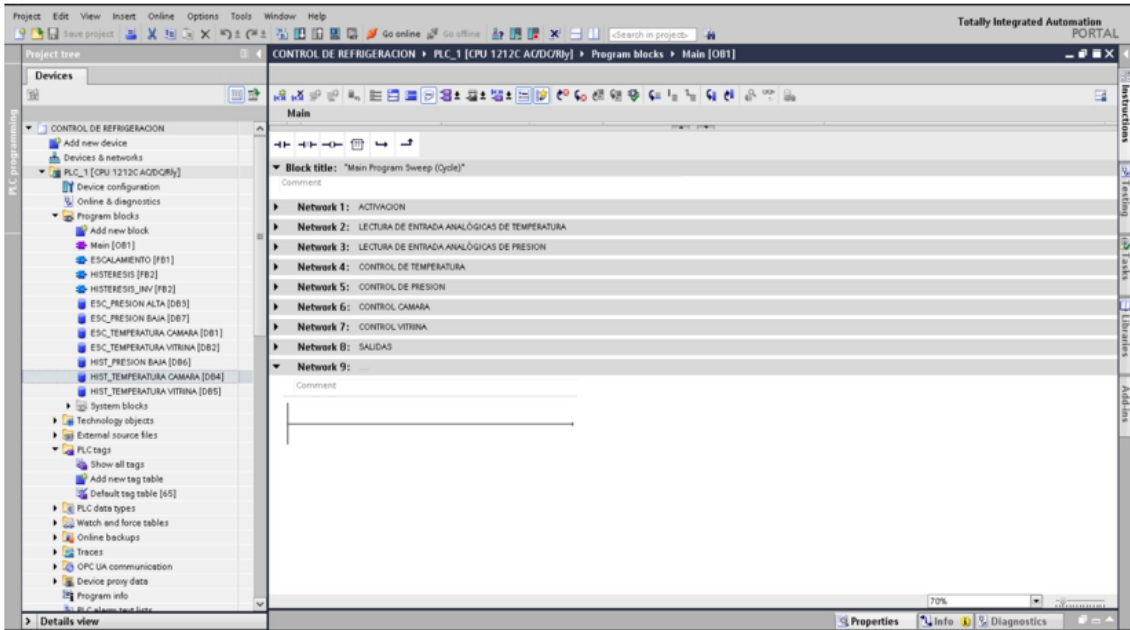 Project Edit View Insert Online Options Tools Window Help
Totally Integrated Automation
PORTAL
Save project Go online Go offline <Search in project>
Project tree
CONTROL DE REFRIGERACION PLC_1 [CPU 1212C AC/DC/Rly] Program blocks Main [OB1]
Devices
Main
CONTROL DE REFRIGERACION
Add new device
Devices & networks
PLC_1 [CPU 1212C AC/DC/Rly]
Device configuration
Online & diagnostics
Program blocks
Add new block
Main [OB1]
ESCALAMIENTO [FB1]
HISTERESIS [FB2]
HISTERESIS_INV [FB2]
ESC_PRESION ALTA [DB3]
ESC_PRESION BAJA [DB7]
ESC_TEMPERATURA CAMARA [DB1]
ESC_TEMPERATURA VITRINA [DB2]
HIST_PRESION BAJA [DB6]
HIST_TEMPERATURA CAMARA [DB4]
HIST_TEMPERATURA VITRINA [DB5]
System blocks
Technology objects
External source files
PLC tags
Show all tags
Add new tag table
Default tag table [65]
PLC data types
Watch and force tables
Online backups
Traces
OPC UA communication
Device proxy data
Program info
PLC alarm text lists
Details view
Block title: "Main Program Sweep (Cycle)"
Comment
Network 1: ACTIVACION
Network 2: LECTURA DE ENTRADA ANALÓGICAS DE TEMPERATURA
Network 3: LECTURA DE ENTRADA ANALÓGICAS DE PRESION
Network 4: CONTROL DE TEMPERATURA
Network 5: CONTROL DE PRESION
Network 6: CONTROL CAMARA
Network 7: CONTROL VITRINA
Network 8: SALIDAS
Network 9: .....
Comment
70%
Properties Info Diagnostics
PLC programming
Instructions
Testing
Tasks
Libraries
Add-ins